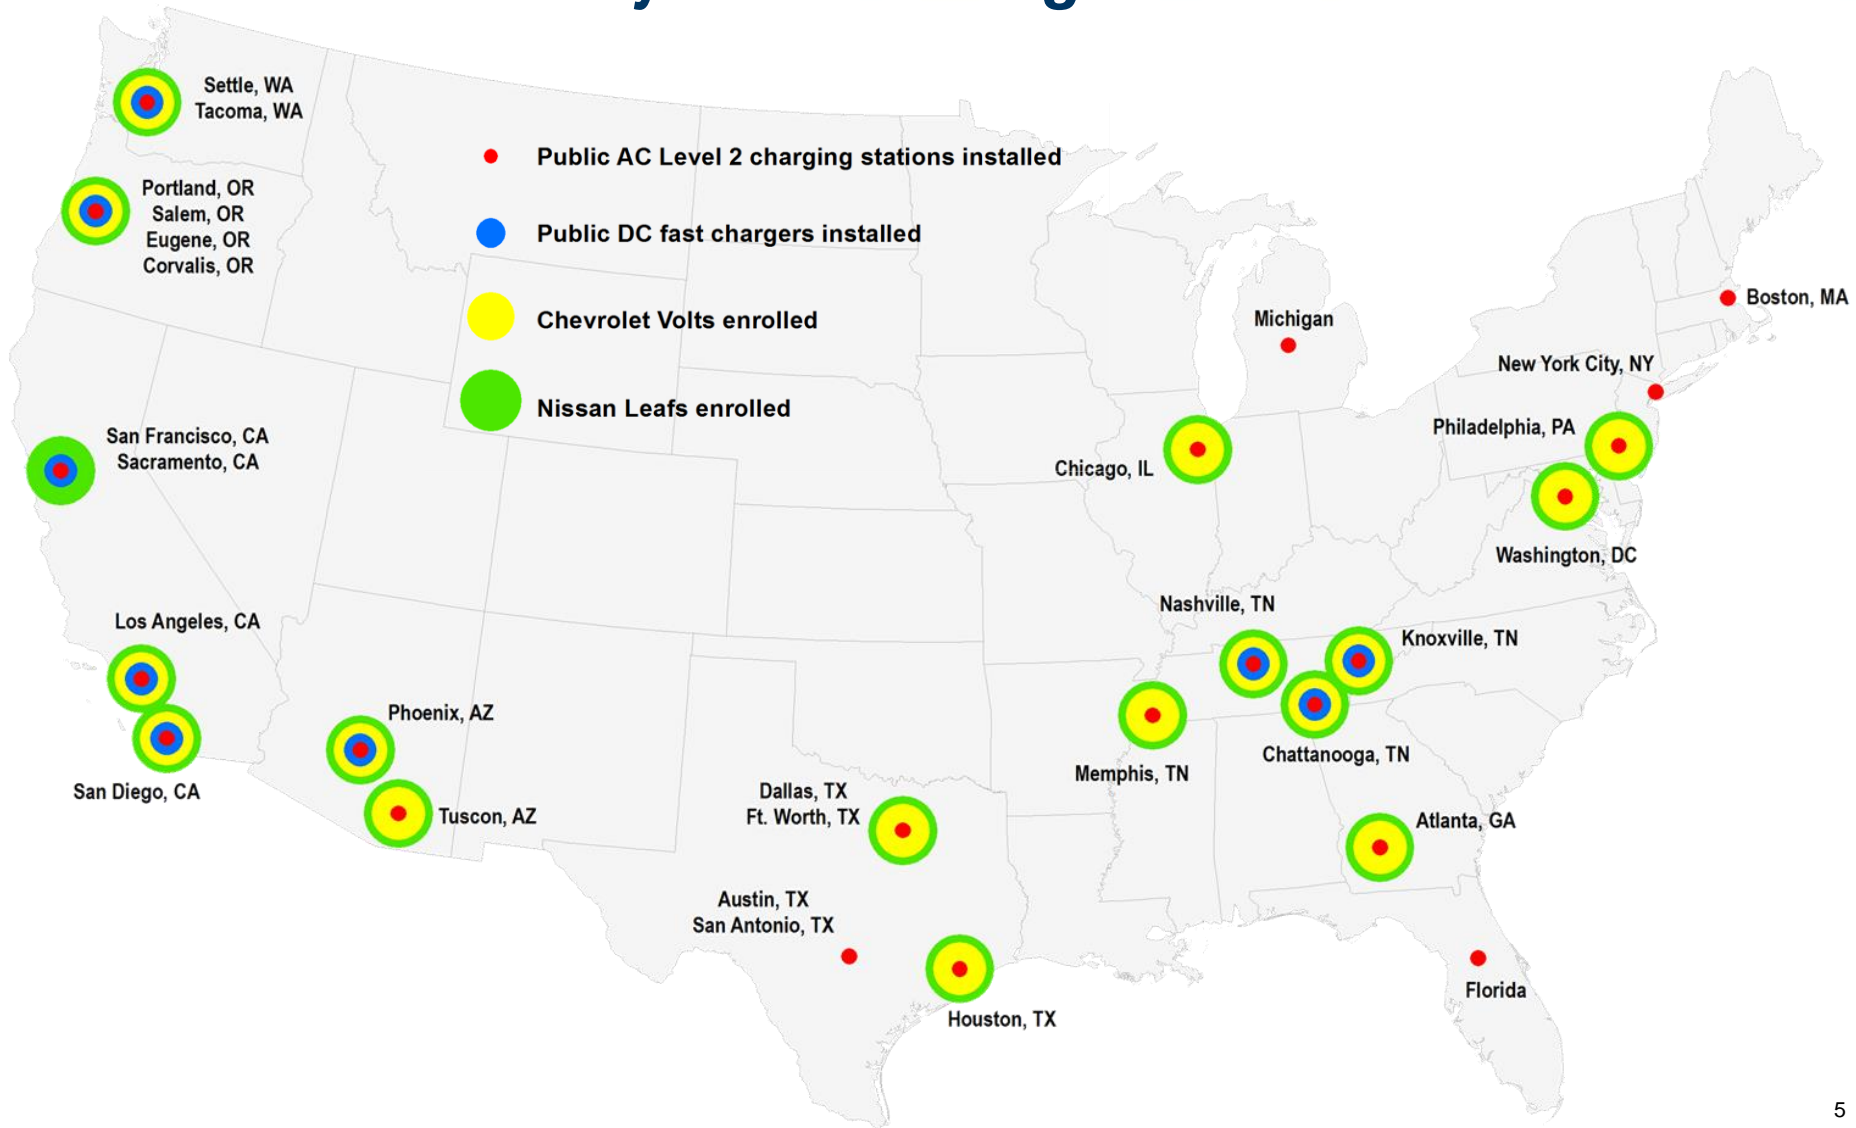 Settle, WA
Tacoma, WA
Portland, OR
Salem, OR
Eugene, OR
Corvalis, OR
Public AC Level 2 charging stations installed
Public DC fast chargers installed
Chevrolet Volts enrolled
Nissan Leafs enrolled
Boston, MA
Michigan
New York City, NY
Philadelphia, PA
San Francisco, CA
Sacramento, CA
Chicago, IL
Washington, DC
Nashville, TN
Los Angeles, CA
Knoxville, TN
Phoenix, AZ
Chattanooga, TN
Memphis, TN
San Diego, CA
Dallas, TX
Ft. Worth, TX
Tuscon, AZ
Atlanta, GA
Austin, TX
San Antonio, TX
Florida
Houston, TX
5